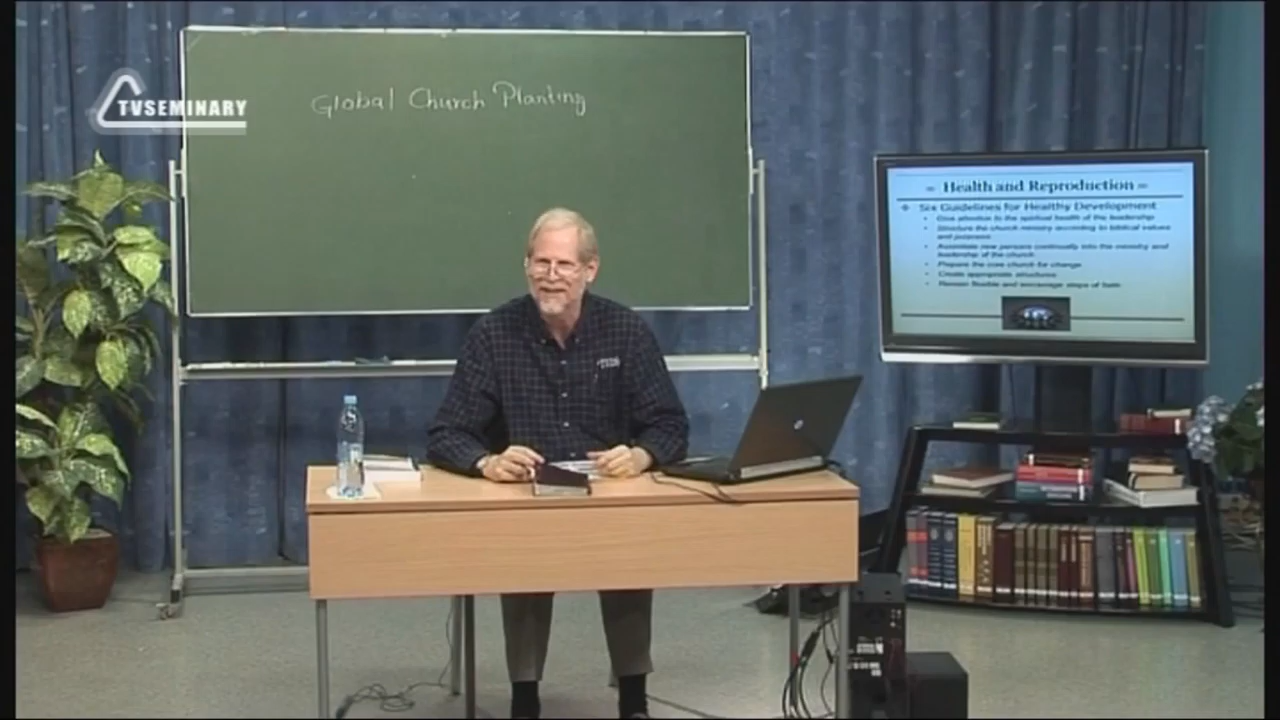 TVSEMINARY
Global Church Planting
Health and Reproduction
Six Guidelines for Healthy Development
Give attention to the spiritual health of the leadership
Structure the church ministry according to biblical values
and purposes
Assimilate new persons continually into the ministry and
leadership of the church
Prepare the core church for change
Create appropriate structures
Remain flexible and encourage steps of faith
hp